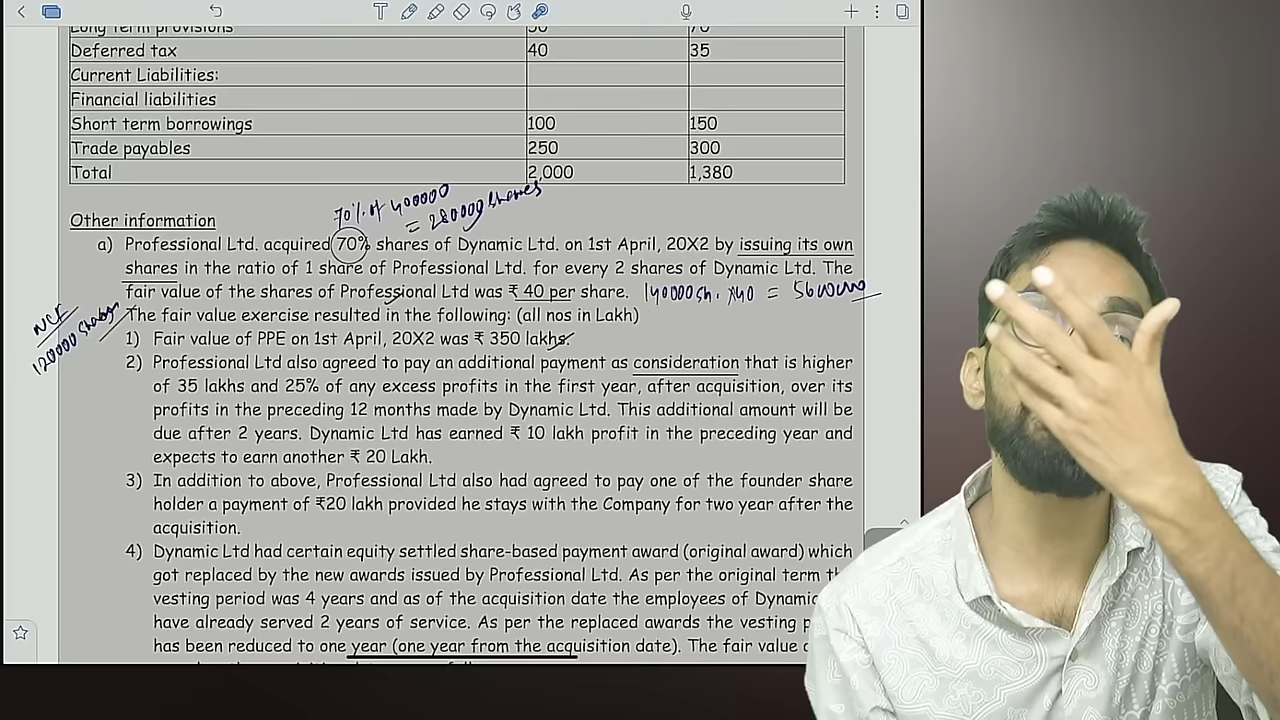 Long Term provisions 50 70
Deferred tax 40 35
Current Liabilities:
Financial liabilities
Short term borrowings 100 150
Trade payables 250 300
Total 2,000 1,380
70% of 400000
= 280000 shares
Other information
a) Professional Ltd. acquired 70% shares of Dynamic Ltd. on 1st April, 20X2 by issuing its own
shares in the ratio of 1 share of Professional Ltd. for every 2 shares of Dynamic Ltd. The
fair value of the shares of Professional Ltd was ₹ 40 per share. 140000 sh. x 40 = 5600000
NCI
120000 shares
The fair value exercise resulted in the following: (all nos in Lakh)
1) Fair value of PPE on 1st April, 20X2 was ₹ 350 lakhs.
2) Professional Ltd also agreed to pay an additional payment as consideration that is higher
of 35 lakhs and 25% of any excess profits in the first year, after acquisition, over its
profits in the preceding 12 months made by Dynamic Ltd. This additional amount will be
due after 2 years. Dynamic Ltd has earned ₹ 10 lakh profit in the preceding year and
expects to earn another ₹ 20 Lakh.
3) In addition to above, Professional Ltd also had agreed to pay one of the founder share
holder a payment of ₹20 lakh provided he stays with the Company for two year after the
acquisition.
4) Dynamic Ltd had certain equity settled share-based payment award (original award) which
got replaced by the new awards issued by Professional Ltd. As per the original term
vesting period was 4 years and as of the acquisition date the employees of Dynamic
have already served 2 years of service. As per the replaced awards the vesting
has been reduced to one year (one year from the acquisition date). The fair value